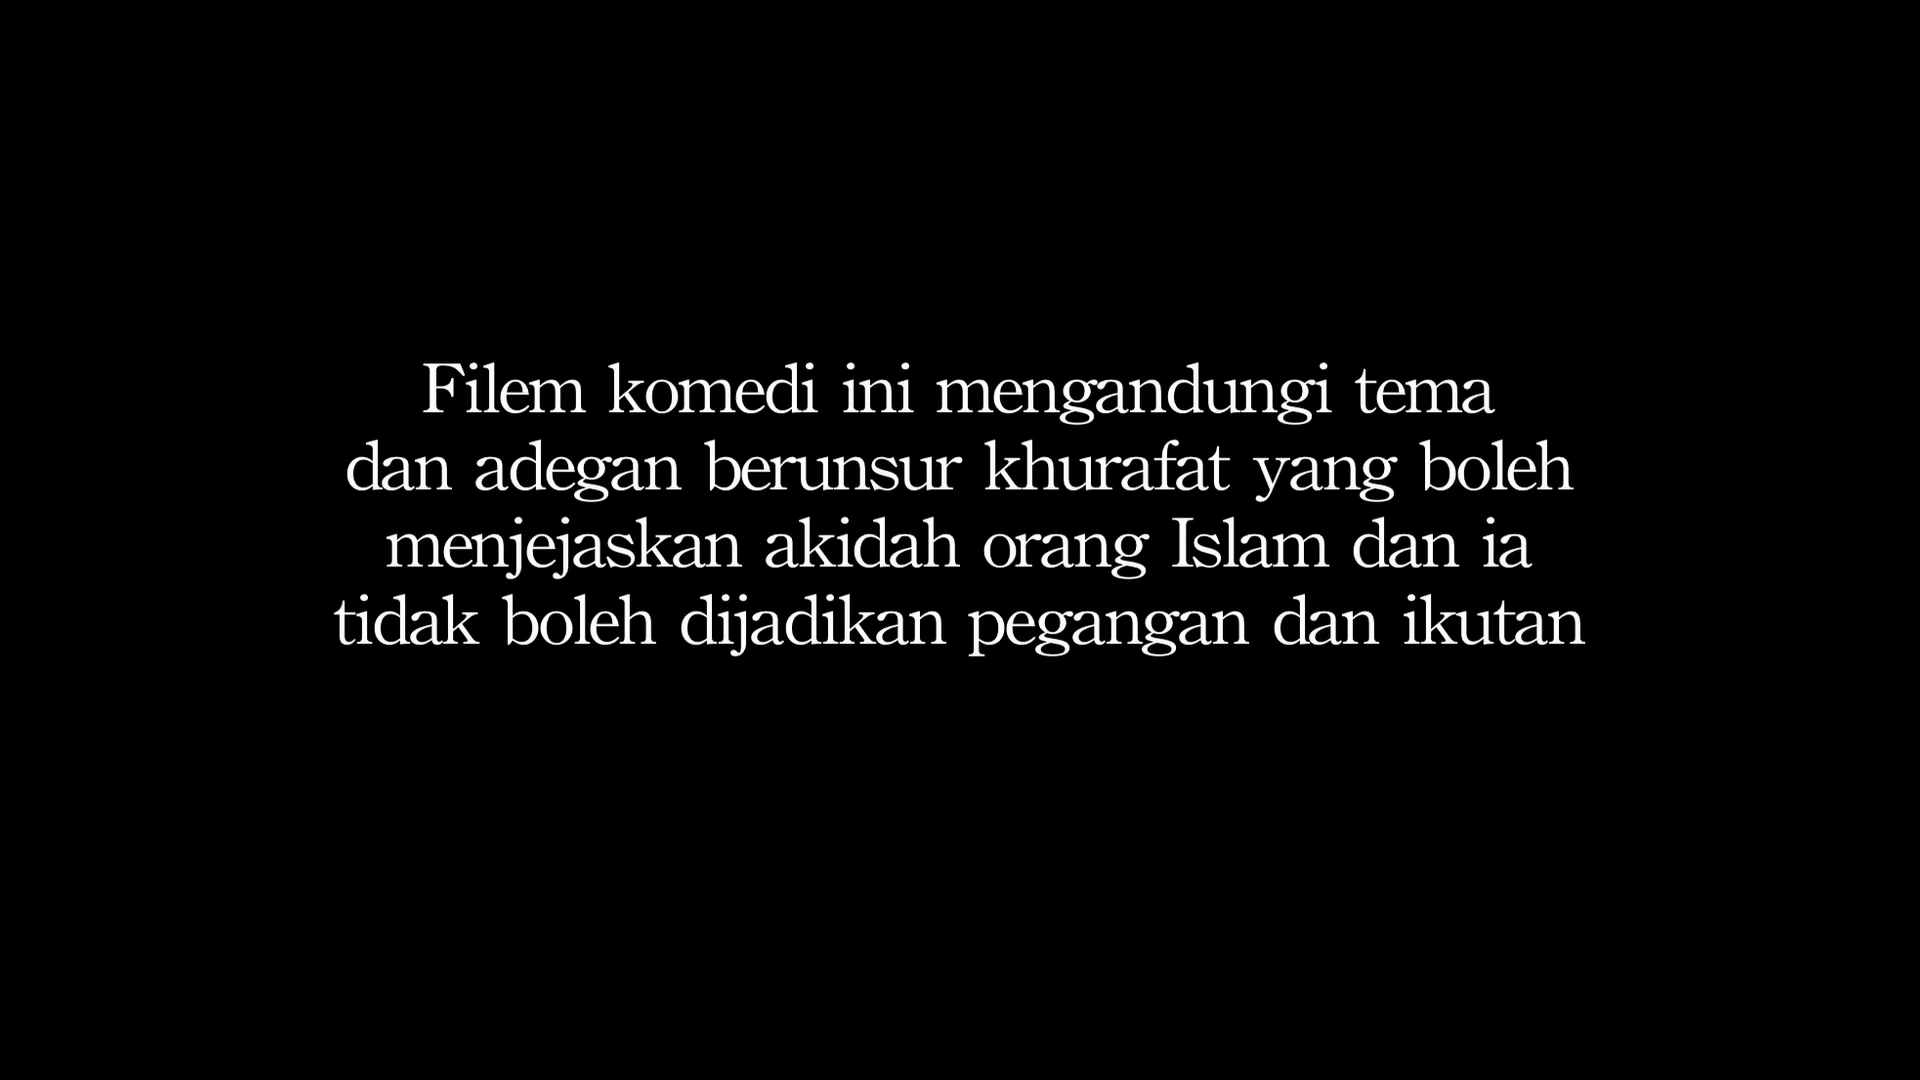 Filem komedi ini mengandungi tema
dan adegan berunsur khurafat yang boleh
menjejaskan akidah orang Islam dan ia
tidak boleh dijadikan pegangan dan ikutan